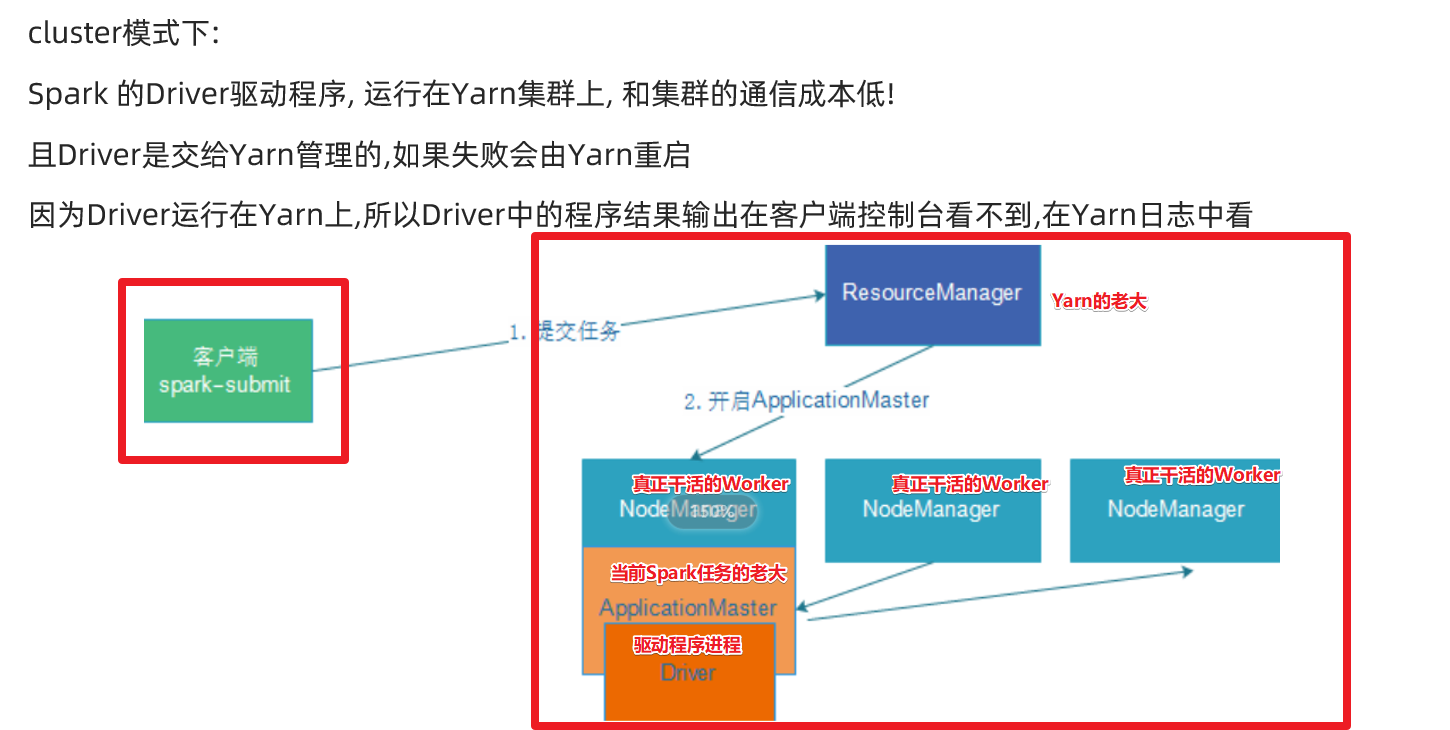 cluster模式下:
Spark 的Driver驱动程序, 运行在Yarn集群上, 和集群的通信成本低!
且Driver是交给Yarn管理的,如果失败会由Yarn重启
因为Driver运行在Yarn上,所以Driver中的程序结果输出在客户端控制台看不到,在Yarn日志中看
ResourceManager
Yarn的老大
1. 提交任务
客户端
spark-submit
2. 开启ApplicationMaster
真正干活的Worker
NodeManager
150%
真正干活的Worker
NodeManager
真正干活的Worker
NodeManager
当前Spark任务的老大
ApplicationMaster
驱动程序进程
Driver